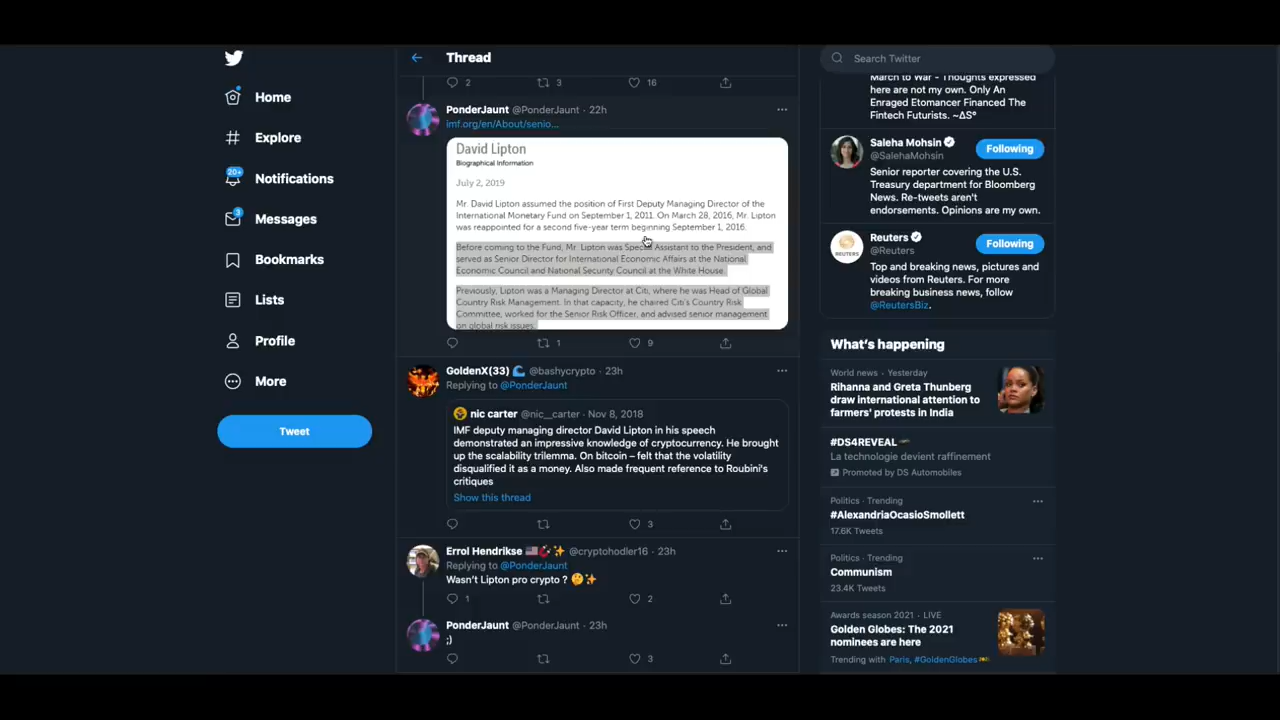 Home
Explore
20+
Notifications
3
Messages
Bookmarks
Lists
Profile
More
Tweet
Thread
2
3
16
PonderJaunt @PonderJaunt · 22h
imf.org/en/About/senio...
David Lipton
Biographical Information
July 2, 2019
Mr. David Lipton assumed the position of First Deputy Managing Director of the
International Monetary Fund on September 1, 2011. On March 28, 2016, Mr. Lipton
was reappointed for a second five-year term beginning September 1, 2016.
Before coming to the Fund, Mr. Lipton was Special Assistant to the President, and
served as Senior Director for International Economic Affairs at the National
Economic Council and National Security Council at the White House.
Previously, Lipton was a Managing Director at Citi, where he was Head of Global
Country Risk Management. In that capacity, he chaired Citi's Country Risk
Committee, worked for the Senior Risk Officer, and advised senior management
on global risk issues.
1
9
GoldenX(33) 🌊 @bashycrypto · 23h
Replying to @PonderJaunt
nic carter @nic__carter · Nov 8, 2018
IMF deputy managing director David Lipton in his speech
demonstrated an impressive knowledge of cryptocurrency. He brought
up the scalability trilemma. On bitcoin – felt that the volatility
disqualified it as a money. Also made frequent reference to Roubini's
critiques
Show this thread
3
Errol Hendrikse @cryptohodler16 · 23h
Replying to @PonderJaunt
Wasn't Lipton pro crypto ? 🤔✨
1
2
PonderJaunt @PonderJaunt · 23h
;)
3
Search Twitter
March to War - Thoughts expressed
here are not my own. Only An
Enraged Etomancer Financed The
Fintech Futurists. ~ΔS°
Saleha Mohsin
@SalehaMohsin
Following
Senior reporter covering the U.S.
Treasury department for Bloomberg
News. Re-tweets aren't
endorsements. Opinions are my own.
REUTERS
Reuters
@Reuters
Following
Top and breaking news, pictures and
videos from Reuters. For more
breaking business news, follow
@ReutersBiz.
What's happening
World news · Yesterday
Rihanna and Greta Thunberg
draw international attention to
farmers' protests in India
#DS4REVEAL
La technologie devient raffinement
Promoted by DS Automobiles
Politics · Trending
#AlexandriaOcasioSmollett
17.6K Tweets
Politics · Trending
Communism
23.4K Tweets
Awards season 2021 · LIVE
Golden Globes: The 2021
nominees are here
Trending with Paris, #GoldenGlobes